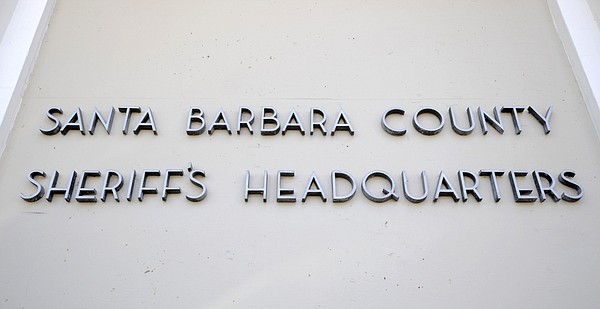 SANTA BARBARA COUNTY
SHERIFF'S HEADQUARTERS